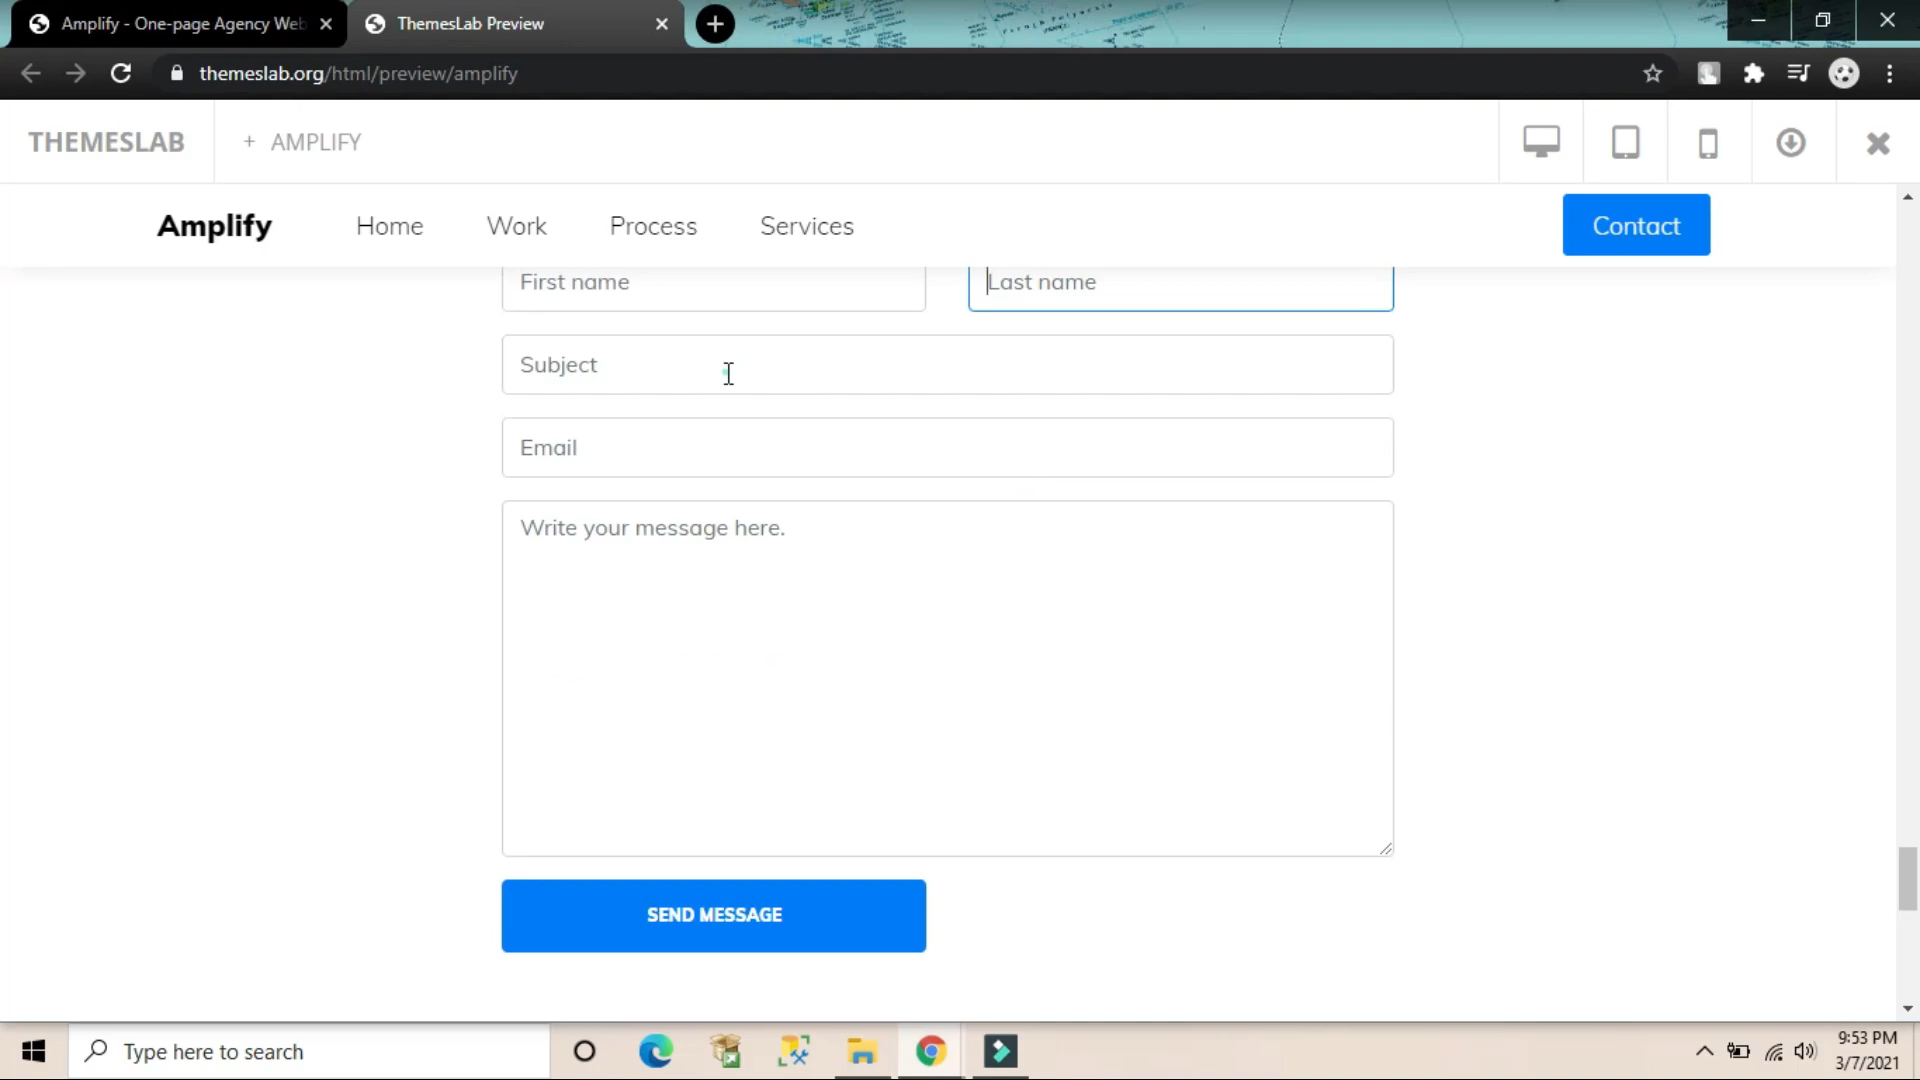 Amplify - One-page Agency Web
ThemesLab Preview
themeslab.org/html/preview/amplify
THEMESLAB
+ AMPLIFY
Amplify
Home
Work
Process
Services
Contact
First name
Last name
Subject
Email
Write your message here.
SEND MESSAGE
Type here to search
9:53 PM
3/7/2021